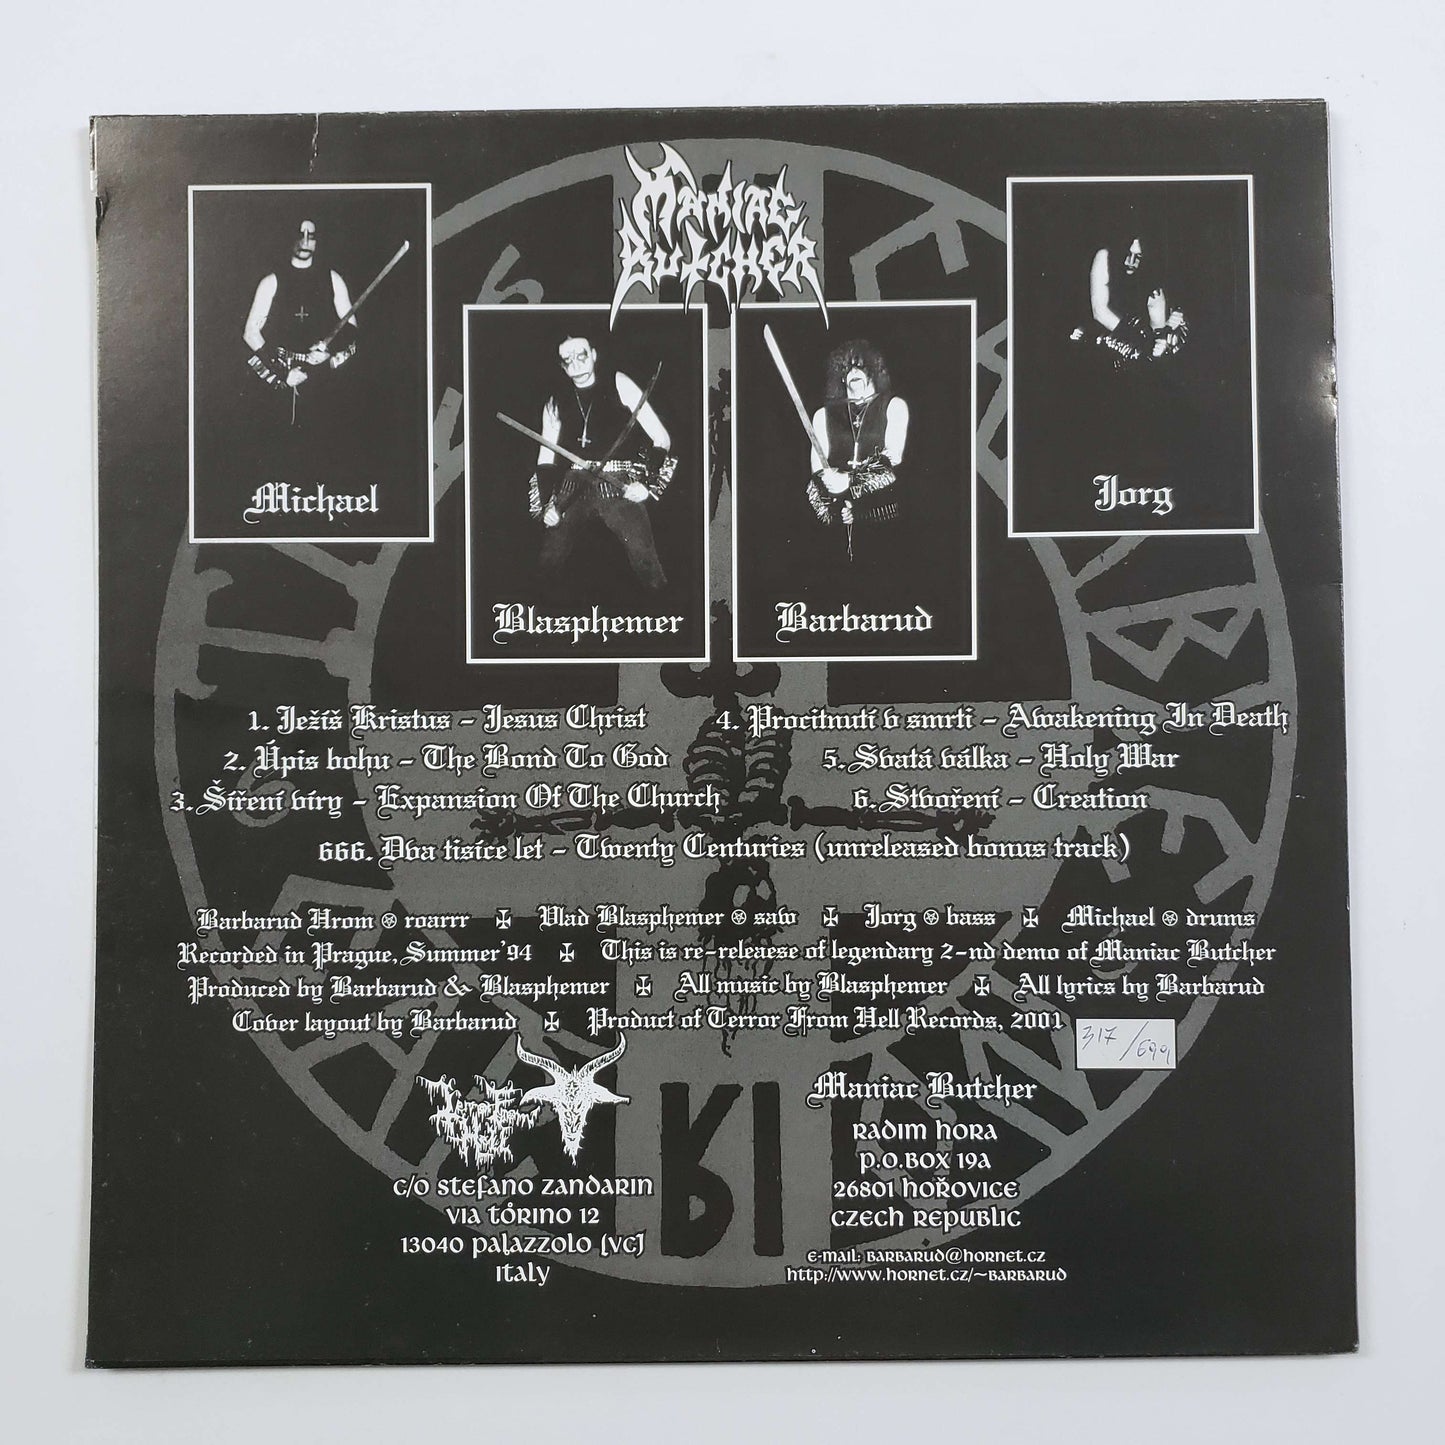 Maniac
Butcher
Michael
Jorg
Blasphemer
Barbarud
1. Ježíš Kristus – Jesus Christ
2. Úpis bohu – The Bond To God
3. Šíření víry – Expansion Of The Church
4. Procitnutí v smrti – Awakening In Death
5. Svatá válka – Holy War
6. Stvoření – Creation
666. Dva tisíce let – Twenty Centuries (unreleased bonus track)
Barbarud Hrom ⛧ roarrr ✠ Vlad Blasphemer ⛧ saw ✠ Jorg ⛧ bass ✠ Michael ⛧ drums
Recorded in Prague, Summer'94 ✠ This is re-releaese of legendary 2-nd demo of Maniac Butcher
Produced by Barbarud & Blasphemer ✠ All music by Blasphemer ✠ All lyrics by Barbarud
Cover layout by Barbarud ✠ Product of Terror From Hell Records, 2001
317/699
Terror From
Hell
c/o Stefano Zandarin
Via Tórino 12
13040 Palazzolo (VC)
Italy
Maniac Butcher
Radim Hora
P.O.Box 19A
26801 Hořovice
Czech Republic
e-mail: barbarud@hornet.cz
http://www.hornet.cz/~barbarud